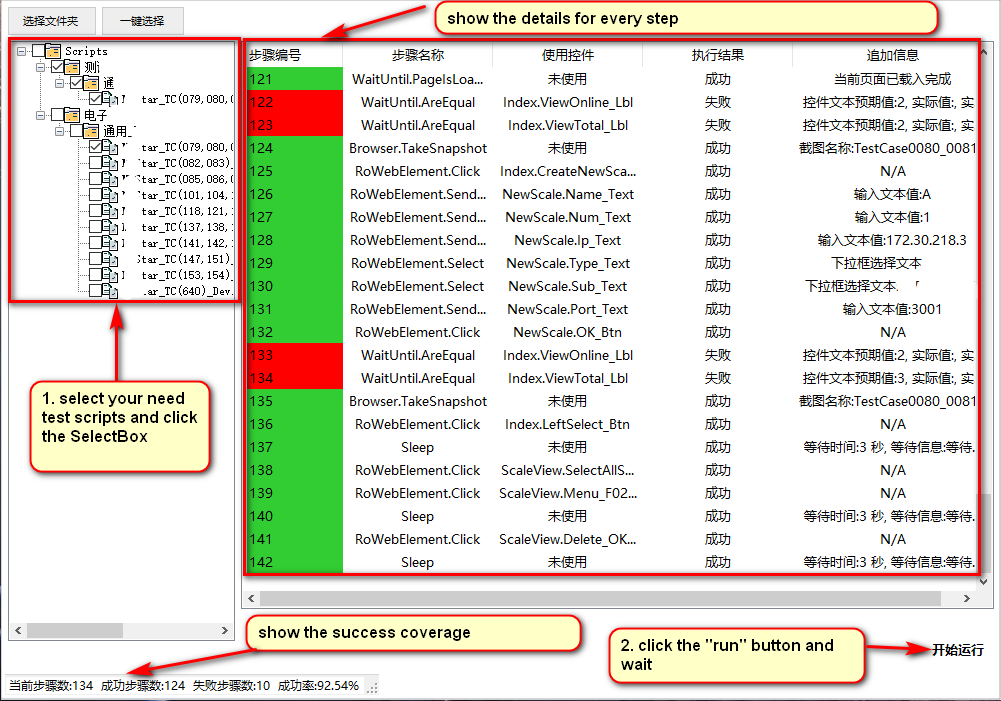 选择文件夹 一键选择
show the details for every step
Scripts
测
通
tar_TC(079,080,0
电子
通用_
tar_TC(079,080,0
tar_TC(082,083)_
Star_TC(085,086,0
Star_TC(101,104,1
Star_TC(118,121,1
tar_TC(137,138,1
tar_TC(141,142,1
Star_TC(147,151)_
tar_TC(153,154)_
ar_TC(640)_Dev.
步骤编号 步骤名称 使用控件 执行结果 追加信息
121 WaitUntil.PageIsLoa... 未使用 成功 当前页面已载入完成
122 WaitUntil.AreEqual Index.ViewOnline_Lbl 失败 控件文本预期值:2, 实际值:, 实
123 WaitUntil.AreEqual Index.ViewTotal_Lbl 失败 控件文本预期值:2, 实际值:, 实
124 Browser.TakeSnapshot 未使用 成功 截图名称:TestCase0080_0081
125 RoWebElement.Click Index.CreateNewSca... 成功 N/A
126 RoWebElement.Send... NewScale.Name_Text 成功 输入文本值:A
127 RoWebElement.Send... NewScale.Num_Text 成功 输入文本值:1
128 RoWebElement.Send... NewScale.Ip_Text 成功 输入文本值:172.30.218.3
129 RoWebElement.Select NewScale.Type_Text 成功 下拉框选择文本
130 RoWebElement.Select NewScale.Sub_Text 成功 下拉框选择文本.
131 RoWebElement.Send... NewScale.Port_Text 成功 输入文本值:3001
132 RoWebElement.Click NewScale.OK_Btn 成功 N/A
133 WaitUntil.AreEqual Index.ViewOnline_Lbl 失败 控件文本预期值:2, 实际值:, 实
134 WaitUntil.AreEqual Index.ViewTotal_Lbl 失败 控件文本预期值:3, 实际值:, 实
135 Browser.TakeSnapshot 未使用 成功 截图名称:TestCase0080_0081
136 RoWebElement.Click Index.LeftSelect_Btn 成功 N/A
137 Sleep 未使用 成功 等待时间:3 秒, 等待信息:等待.
138 RoWebElement.Click ScaleView.SelectAllS... 成功 N/A
139 RoWebElement.Click ScaleView.Menu_F02... 成功 N/A
140 Sleep 未使用 成功 等待时间:3 秒, 等待信息:等待.
141 RoWebElement.Click ScaleView.Delete_OK... 成功 N/A
142 Sleep 未使用 成功 等待时间:3 秒, 等待信息:等待.
1. select your need
test scripts and click
the SelectBox
show the success coverage
2. click the "run" button and
wait
开始运行
当前步骤数:134 成功步骤数:124 失败步骤数:10 成功率:92.54%